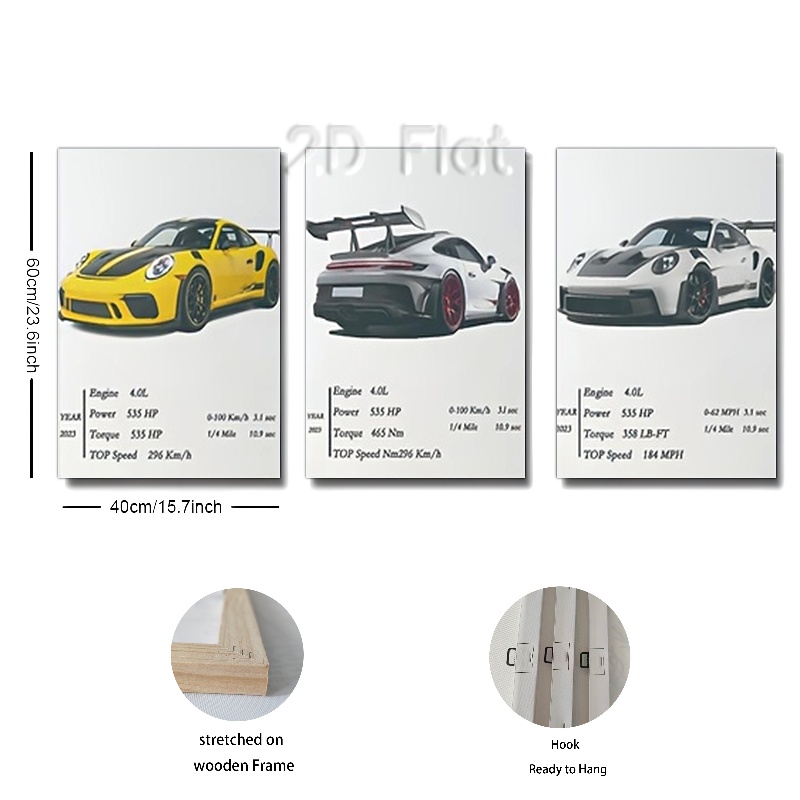 2D Flat
60cm/23.6inch
YEAR
2023
Engine 4.0L
Power 535 HP
Torque 535 HP
TOP Speed 296 Km/h
0-100 Km/h 3.1 sec
1/4 Mile 10.9 sec
YEAR
2023
Engine 4.0L
Power 535 HP
Torque 465 Nm
TOP Speed Nm296 Km/h
0-100 Km/h 3.1 sec
1/4 Mile 10.9 sec
YEAR
2023
Engine 4.0L
Power 535 HP
Torque 358 LB-FT
TOP Speed 184 MPH
0-62 MPH 3.1 sec
1/4 Mile 10.9 sec
40cm/15.7inch
stretched on
wooden Frame
Hook
Ready to Hang